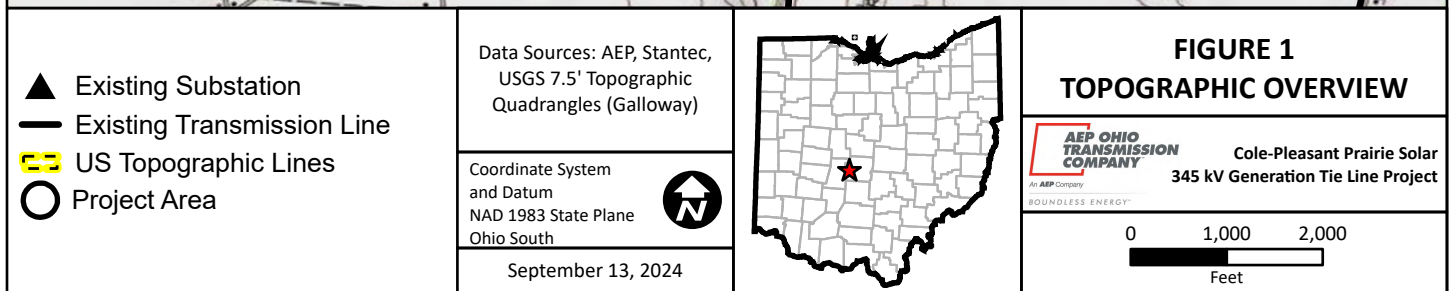 Existing Substation
Existing Transmission Line
US Topographic Lines
Project Area
Data Sources: AEP, Stantec,
USGS 7.5' Topographic
Quadrangles (Galloway)
Coordinate System
and Datum
NAD 1983 State Plane
Ohio South
N
September 13, 2024
FIGURE 1
TOPOGRAPHIC OVERVIEW
AEP OHIO
TRANSMISSION
COMPANY
An AEP Company
BOUNDLESS ENERGY™
Cole-Pleasant Prairie Solar
345 kV Generation Tie Line Project
0 1,000 2,000
Feet